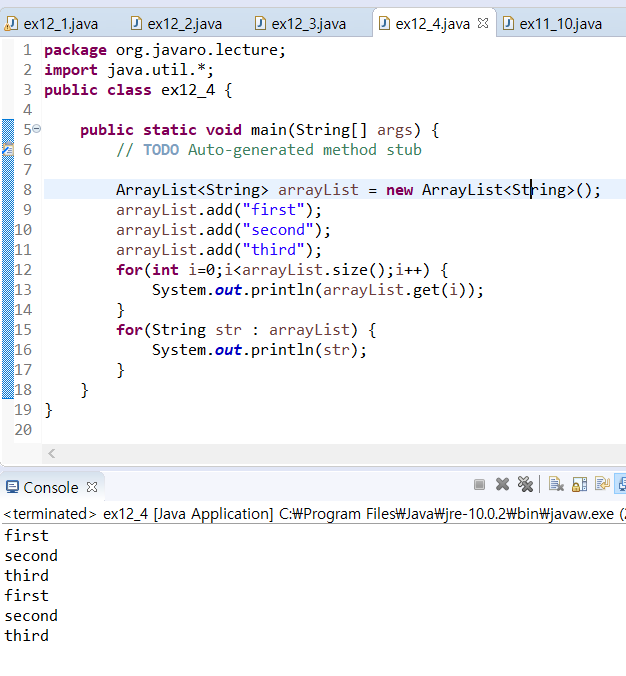 ex12_1.java ex12_2.java ex12_3.java ex12_4.java ex11_10.java
1 package org.javaro.lecture;
2 import java.util.*;
3 public class ex12_4 {
4
5 public static void main(String[] args) {
6 // TODO Auto-generated method stub
7
8 ArrayList<String> arrayList = new ArrayList<String>();
9 arrayList.add("first");
10 arrayList.add("second");
11 arrayList.add("third");
12 for(int i=0;i<arrayList.size();i++) {
13 System.out.println(arrayList.get(i));
14 }
15 for(String str : arrayList) {
16 System.out.println(str);
17 }
18 }
19 }
20
Console
<terminated> ex12_4 [Java Application] C:₩Program Files₩Java₩jre-10.0.2₩bin₩javaw.exe (
first
second
third
first
second
third